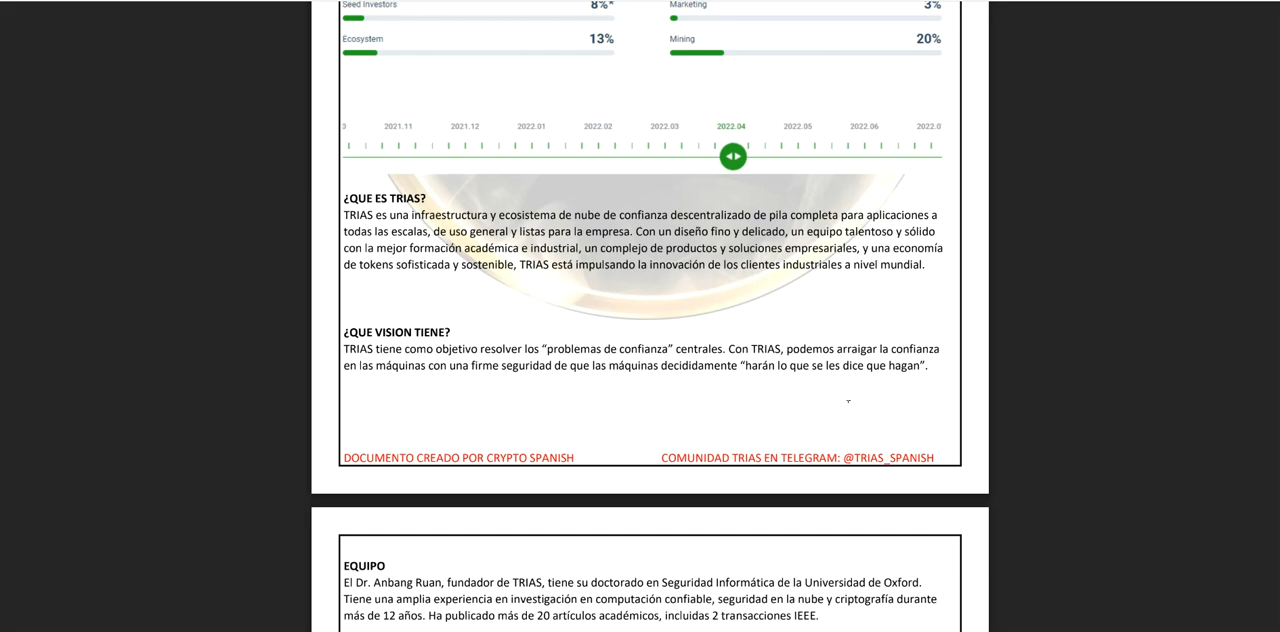 Seed Investors 8%* Marketing 3%
Ecosystem 13% Mining 20%
3 2021.11 2021.12 2022.01 2022.02 2022.03 2022.04 2022.05 2022.06 2022.0
¿QUE ES TRIAS?
TRIAS es una infraestructura y ecosistema de nube de confianza descentralizado de pila completa para aplicaciones a
todas las escalas, de uso general y listas para la empresa. Con un diseño fino y delicado, un equipo talentoso y sólido
con la mejor formación académica e industrial, un complejo de productos y soluciones empresariales, y una economía
de tokens sofisticada y sostenible, TRIAS está impulsando la innovación de los clientes industriales a nivel mundial.
¿QUE VISION TIENE?
TRIAS tiene como objetivo resolver los “problemas de confianza” centrales. Con TRIAS, podemos arraigar la confianza
en las máquinas con una firme seguridad de que las máquinas decididamente “harán lo que se les dice que hagan”.
DOCUMENTO CREADO POR CRYPTO SPANISH COMUNIDAD TRIAS EN TELEGRAM: @TRIAS_SPANISH
EQUIPO
El Dr. Anbang Ruan, fundador de TRIAS, tiene su doctorado en Seguridad Informática de la Universidad de Oxford.
Tiene una amplia experiencia en investigación en computación confiable, seguridad en la nube y criptografía durante
más de 12 años. Ha publicado más de 20 artículos académicos, incluidas 2 transacciones IEEE.